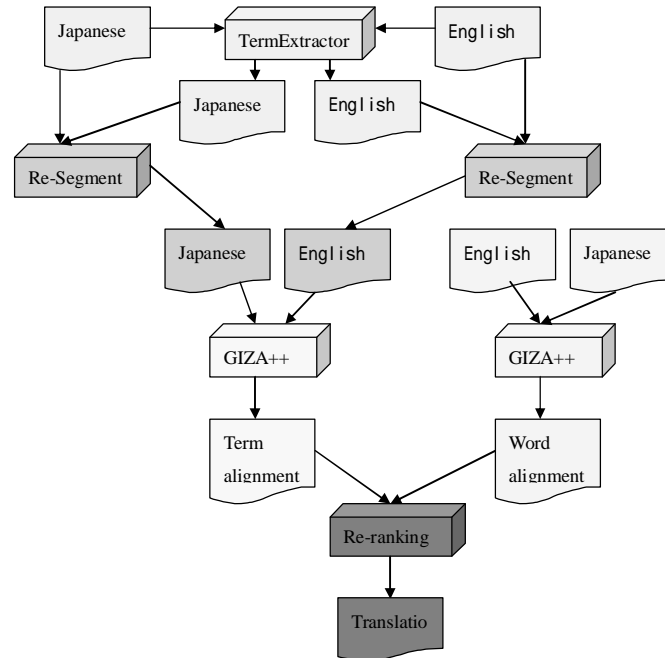 Japanese
TermExtractor
English
Japanese
English
Re-Segment
Re-Segment
Japanese
English
English
Japanese
GIZA++
GIZA++
Term
alignment
Word
alignment
Re-ranking
Translatio